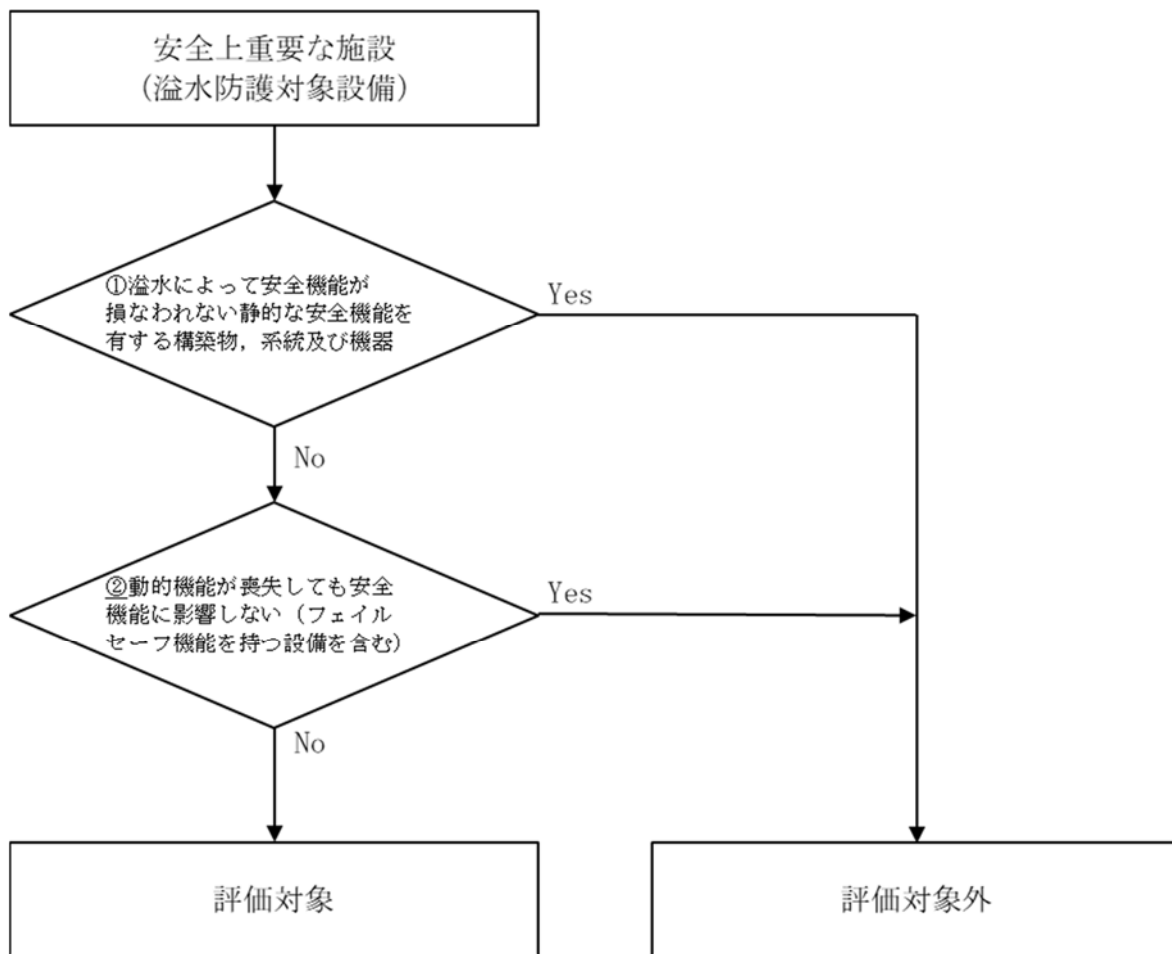 安全上重要な施設
(溢水防護対象設備)
①溢水によって安全機能が
損なわれない静的な安全機能を
有する構築物，系統及び機器
Yes
No
②動的機能が喪失しても安全
機能に影響しない（フェイル
セーフ機能を持つ設備を含む）
Yes
No
評価対象
評価対象外